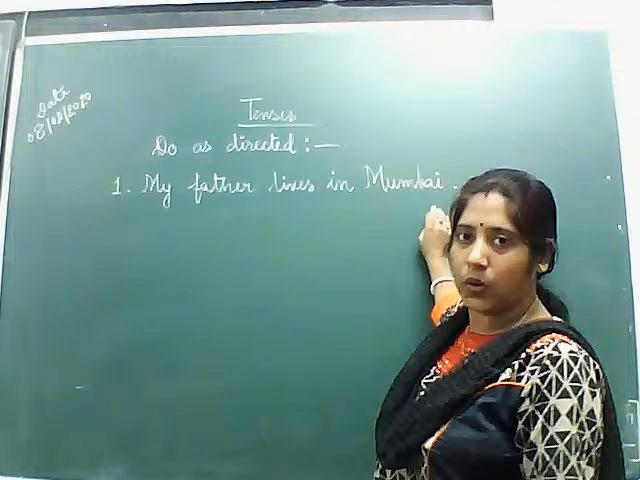 Date
08/02/2020
Tenses
Do as directed :—
1. My father lives in Mumbai.